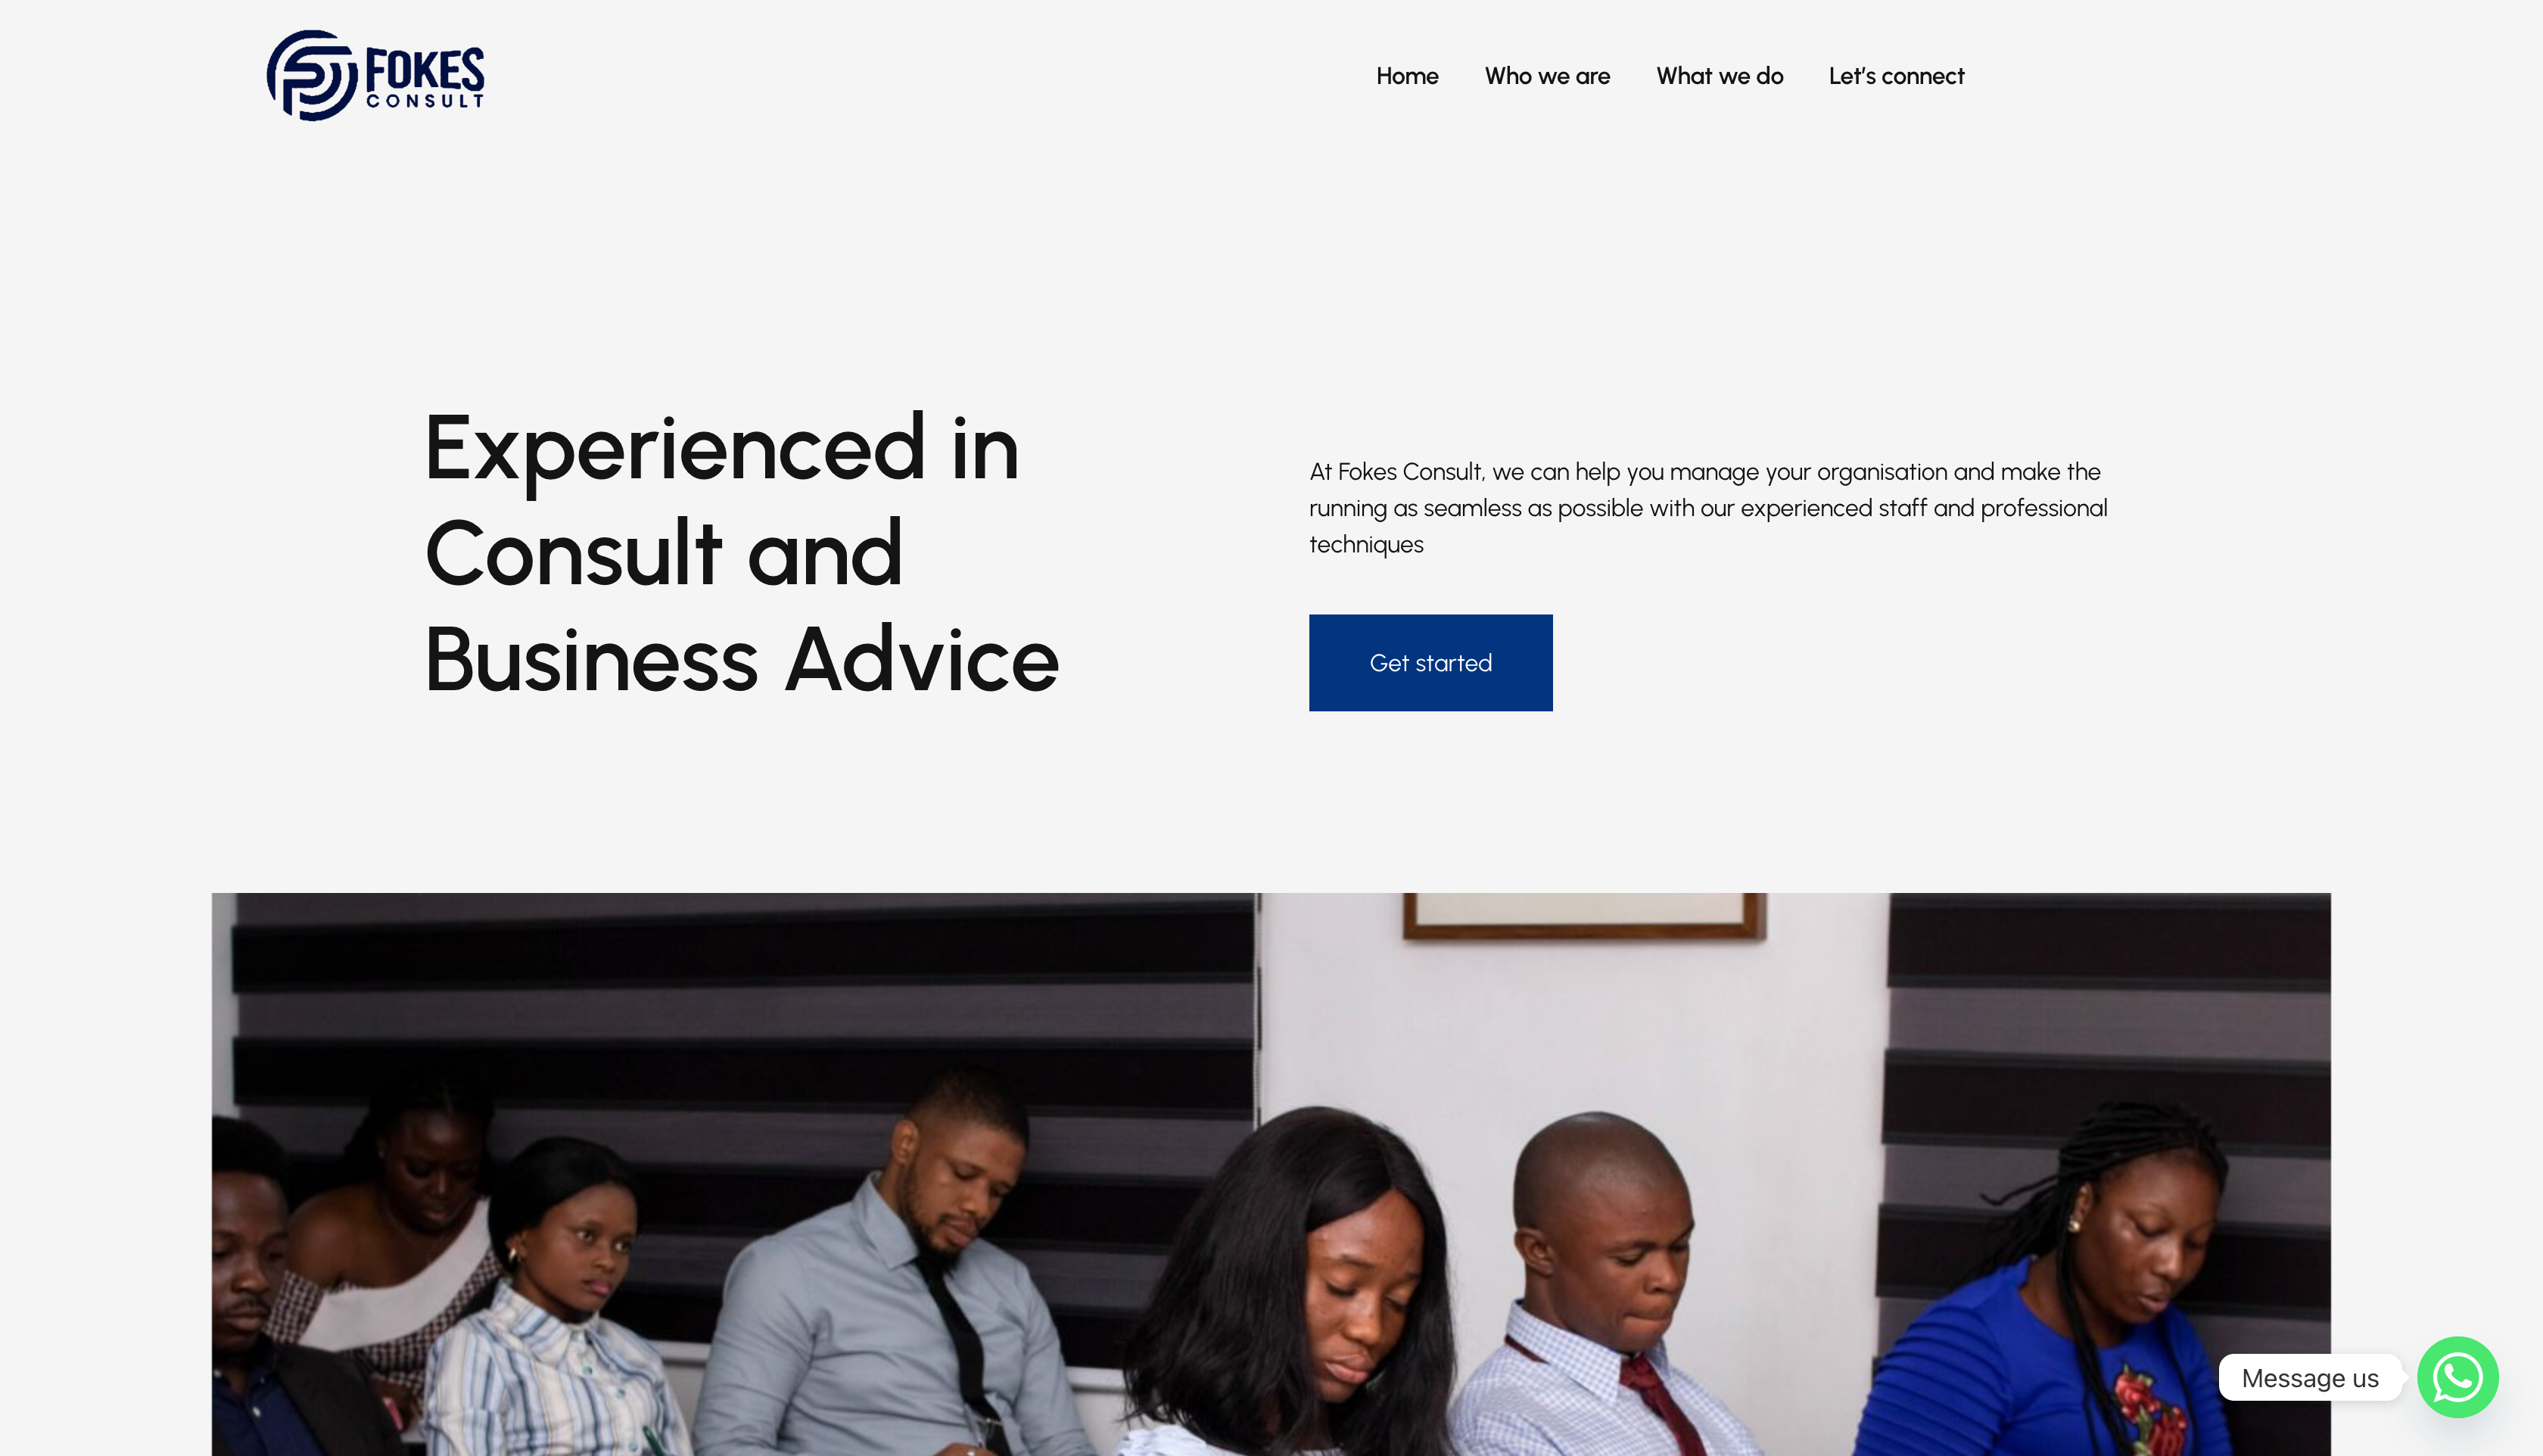 FOKES
CONSULT
Home
Who we are
What we do
Let’s connect
Experienced in
Consult and
Business Advice
At Fokes Consult, we can help you manage your organisation and make the
running as seamless as possible with our experienced staff and professional
techniques
Get started
Message us